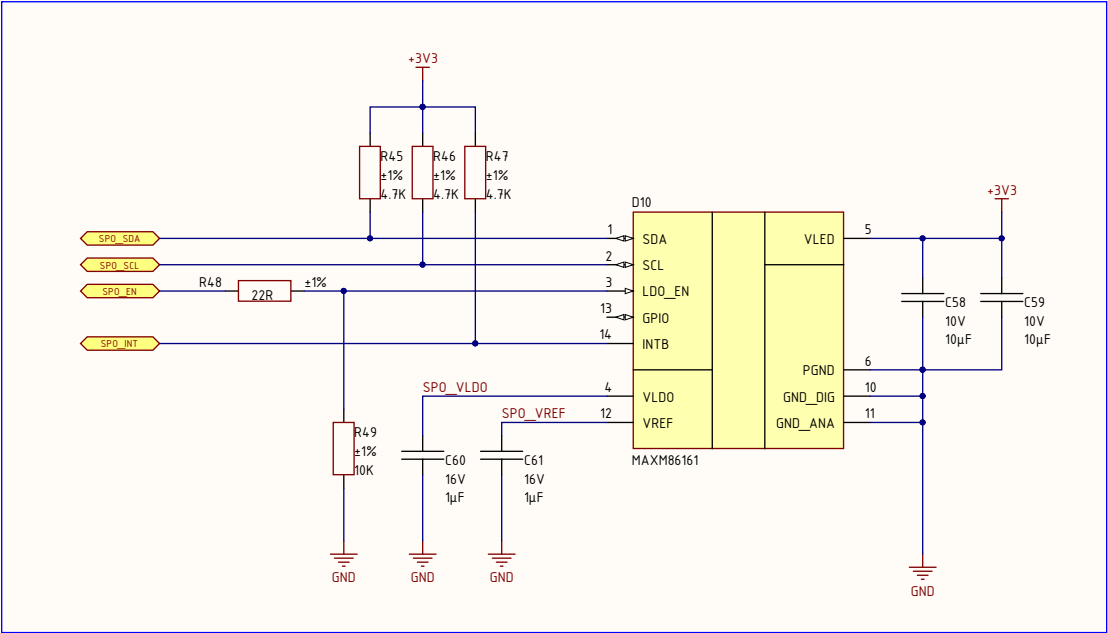 +3V3
R45
±1%
4.7K
R46
±1%
4.7K
R47
±1%
4.7K
+3V3
D10
SPO_SDA
1
SDA
VLED
5
SPO_SCL
2
SCL
SPO_EN
R48
22R
±1%
3
LDO_EN
C58
10V
10µF
C59
10V
10µF
13
GPIO
SPO_INT
14
INTB
PGND
6
SPO_VLDO
4
VLDO
GND_DIG
10
SPO_VREF
12
VREF
GND_ANA
11
MAXM86161
R49
±1%
10K
C60
16V
1µF
C61
16V
1µF
GND
GND
GND
GND